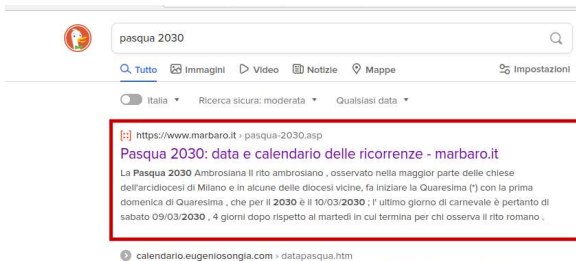 pasqua 2030
Tutto Immagini Video Notizie Mappe Impostazioni
Italia Ricerca sicura: moderata Qualsiasi data
https://www.marbaro.it › pasqua-2030.asp
Pasqua 2030: data e calendario delle ricorrenze - marbaro.it
La Pasqua 2030 Ambrosiana Il rito ambrosiano , osservato nella maggior parte delle chiese
dell'arcidiocesi di Milano e in alcune delle diocesi vicine, fa iniziare la Quaresima (*) con la prima
domenica di Quaresima , che per il 2030 è il 10/03/2030 ; l' ultimo giorno di carnevale è pertanto di
sabato 09/03/2030 , 4 giorni dopo rispetto al martedì in cui termina per chi osserva il rito romano .
calendario.eugeniosongia.com › datapasqua.htm